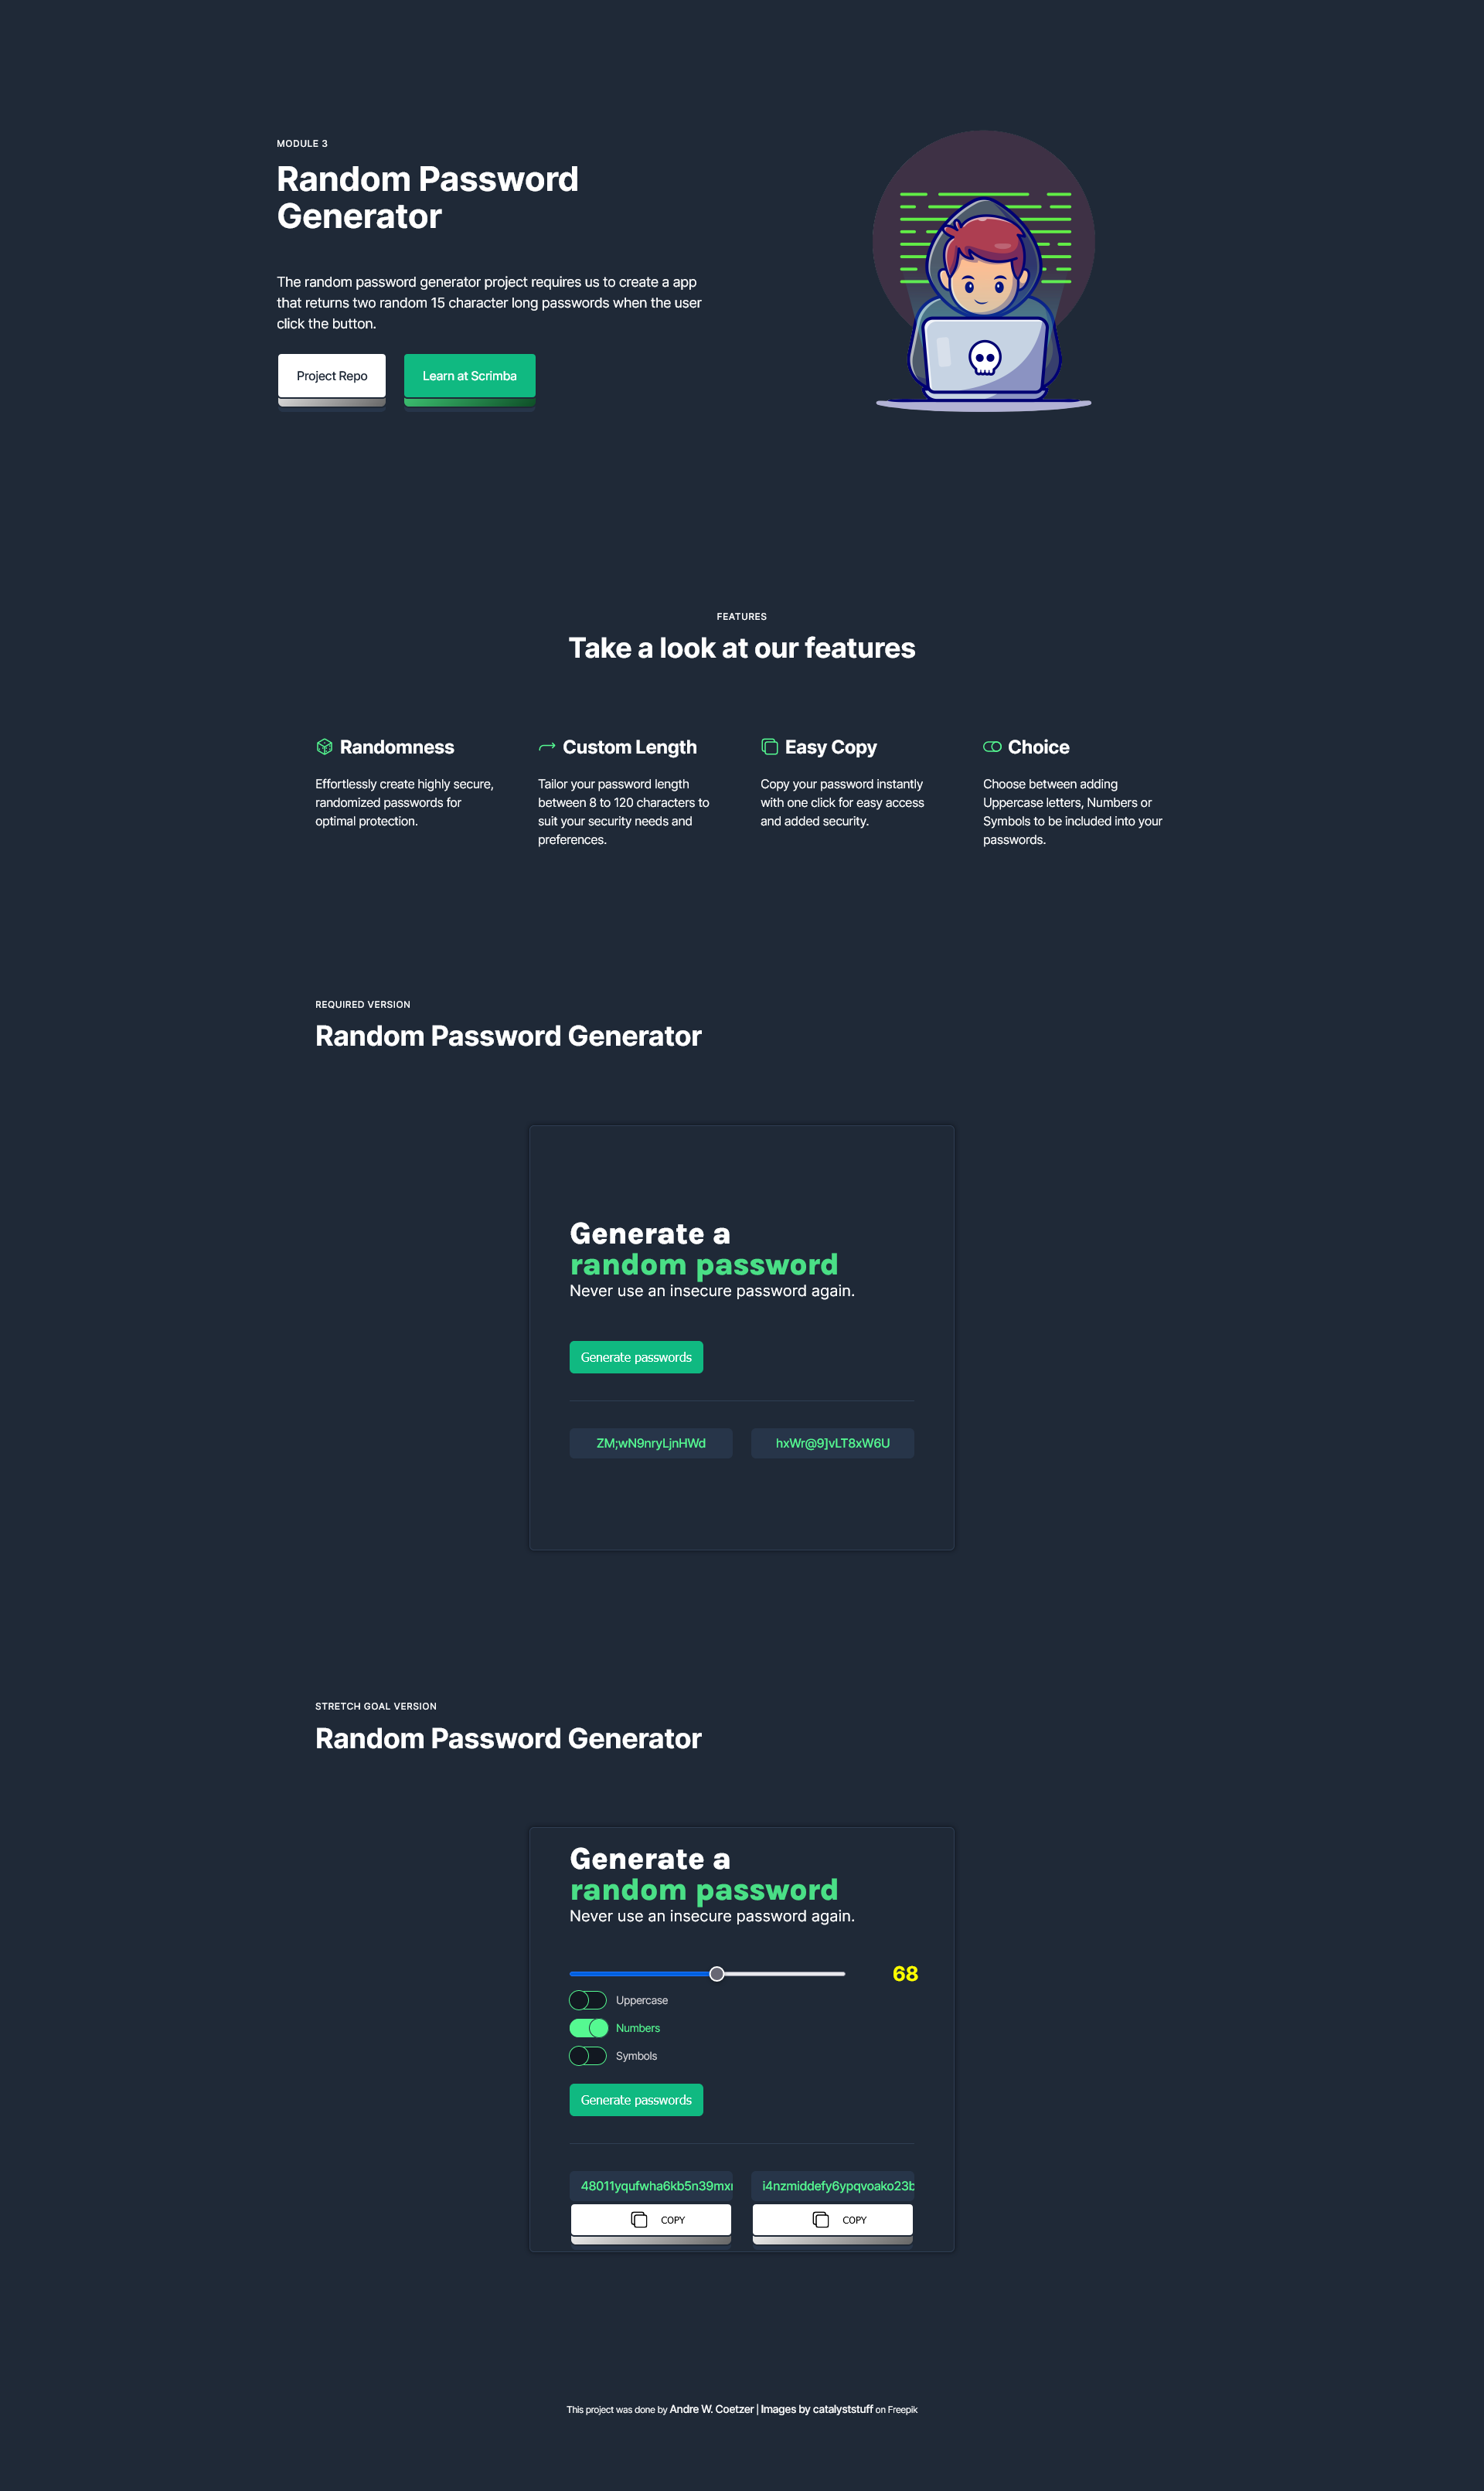 MODULE 3
Random Password
Generator
The random password generator project requires us to create a app
that returns two random 15 character long passwords when the user
click the button.
Project Repo
Learn at Scrimba
FEATURES
Take a look at our features
Randomness
Effortlessly create highly secure,
randomized passwords for
optimal protection.
Custom Length
Tailor your password length
between 8 to 120 characters to
suit your security needs and
preferences.
Easy Copy
Copy your password instantly
with one click for easy access
and added security.
Choice
Choose between adding
Uppercase letters, Numbers or
Symbols to be included into your
passwords.
REQUIRED VERSION
Random Password Generator
Generate a
random password
Never use an insecure password again.
Generate passwords
ZM;wN9nryLjnHWd
hxWr@9]vLT8xW6U
STRETCH GOAL VERSION
Random Password Generator
Generate a
random password
Never use an insecure password again.
68
Uppercase
Numbers
Symbols
Generate passwords
48011yqufwha6kb5n39mx
i4nzmiddefy6ypqvoako23b
COPY
COPY
This project was done by Andre W. Coetzer | Images by catalyststuff on Freepik